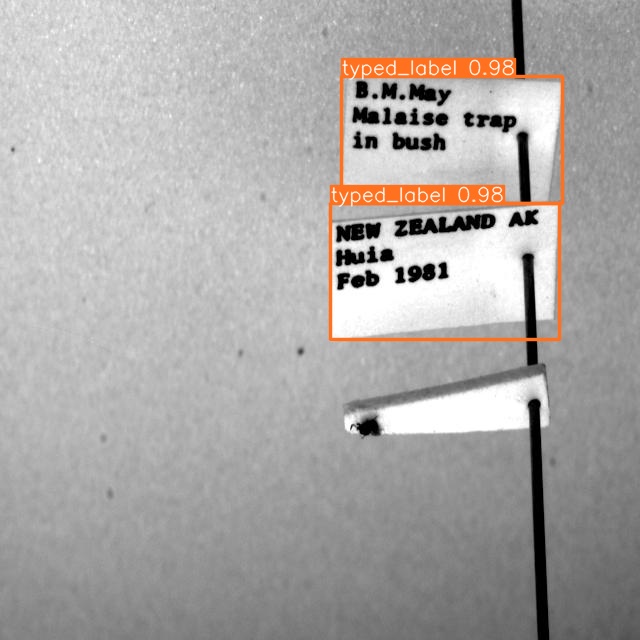 typed_label 0.98
B.M.May
Malaise trap
in bush
typed_label 0.98
NEW ZEALAND AK
Huia
Feb 1981